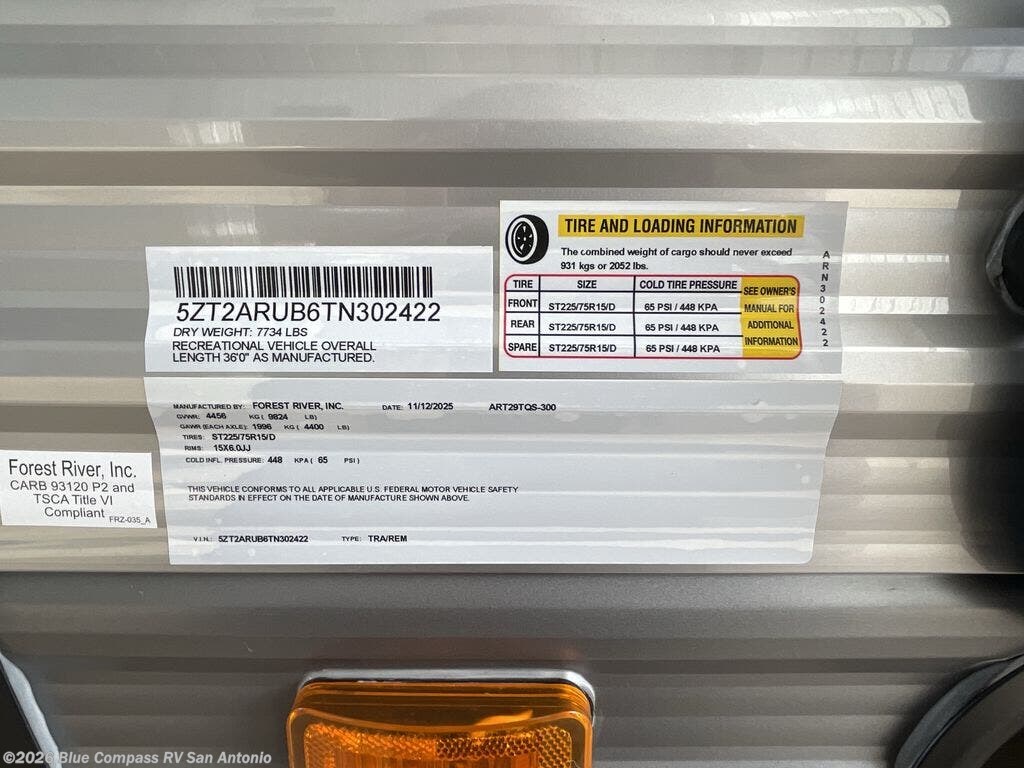 TIRE AND LOADING INFORMATION
The combined weight of cargo should never exceed
931 kgs or 2052 lbs.
TIRE SIZE COLD TIRE PRESSURE SEE OWNER'S
FRONT ST225/75R15/D 65 PSI / 448 KPA MANUAL FOR
REAR ST225/75R15/D 65 PSI / 448 KPA ADDITIONAL
SPARE ST225/75R15/D 65 PSI / 448 KPA INFORMATION
ARN302422
5ZT2ARUB6TN302422
DRY WEIGHT: 7734 LBS
RECREATIONAL VEHICLE OVERALL
LENGTH 36'0" AS MANUFACTURED.
MANUFACTURED BY: FOREST RIVER, INC. DATE: 11/12/2025 ART29TQS-300
GVWR: 4456 KG ( 9824 LB)
GAWR (EACH AXLE): 1996 KG ( 4400 LB)
TIRES: ST225/75R15/D
RIMS: 15X6.0JJ
COLD INFL. PRESSURE: 448 KPA ( 65 PSI )
THIS VEHICLE CONFORMS TO ALL APPLICABLE U.S. FEDERAL MOTOR VEHICLE SAFETY
STANDARDS IN EFFECT ON THE DATE OF MANUFACTURE SHOWN ABOVE.
V.I.N.: 5ZT2ARUB6TN302422 TYPE: TRA/REM
Forest River, Inc.
CARB 93120 P2 and
TSCA Title VI
Compliant FRZ-035_A
©2026 Blue Compass RV San Antonio